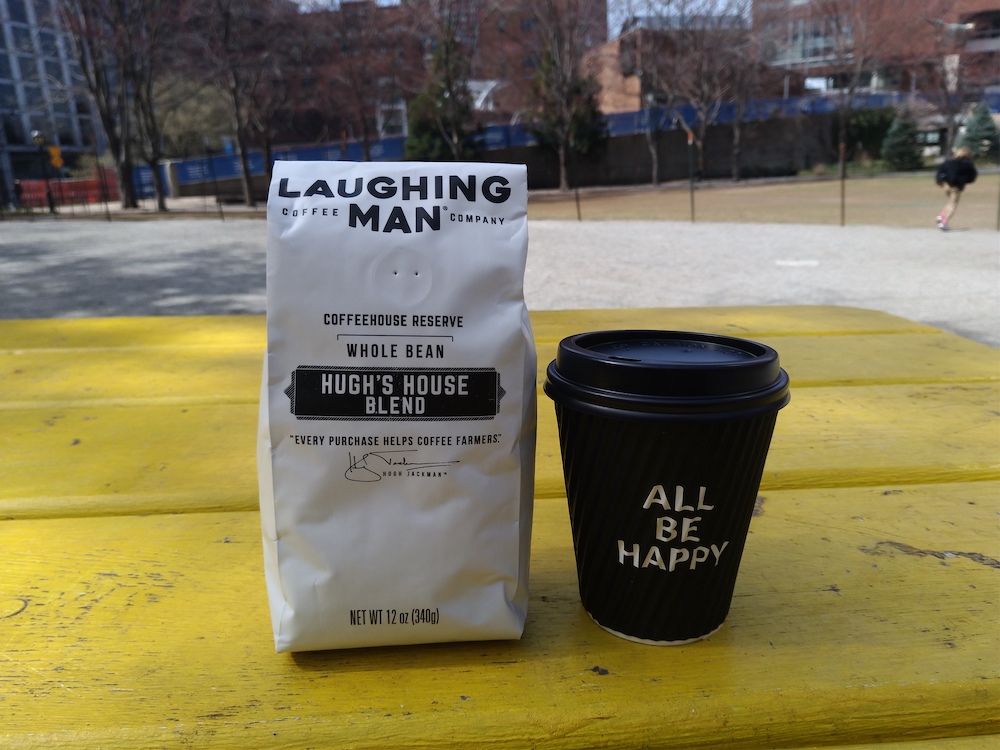 LAUGHING
COFFEE MAN® COMPANY
COFFEEHOUSE RESERVE
WHOLE BEAN
HUGH'S HOUSE
BLEND
"EVERY PURCHASE HELPS COFFEE FARMERS."
HUGH JACKMAN™
NET WT 12 oz (340g)
ALL
BE
HAPPY